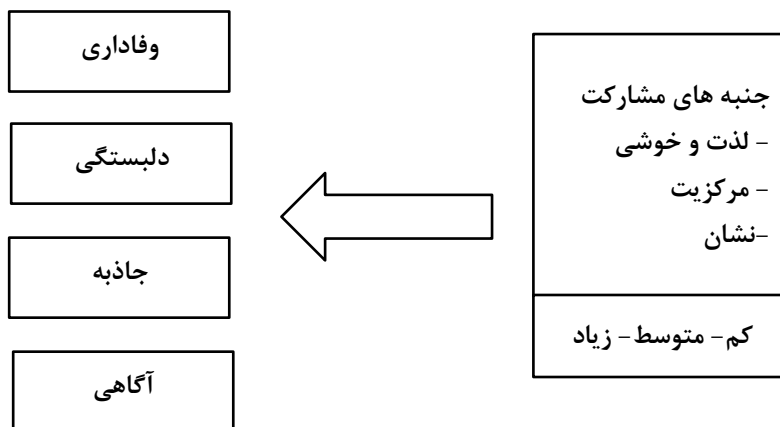 جنبه های مشارکت
- لذت و خوشی
- مرکزیت
-نشان
کم- متوسط- زیاد
وفاداری
دلبستگی
جاذبه
آگاهی